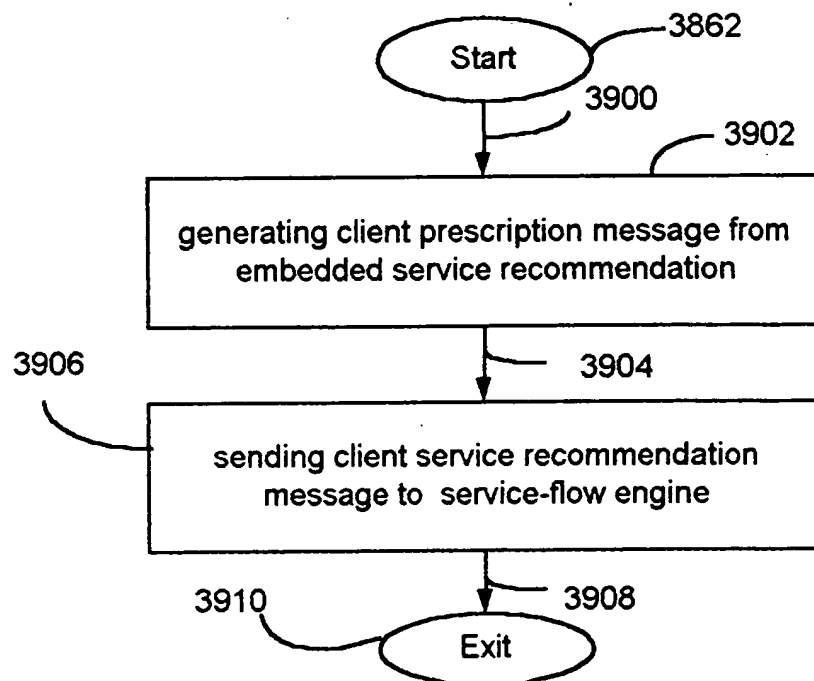 Start
3862
3900
3902
generating client prescription message from
embedded service recommendation
3904
3906
sending client service recommendation
message to service-flow engine
3908
3910
Exit